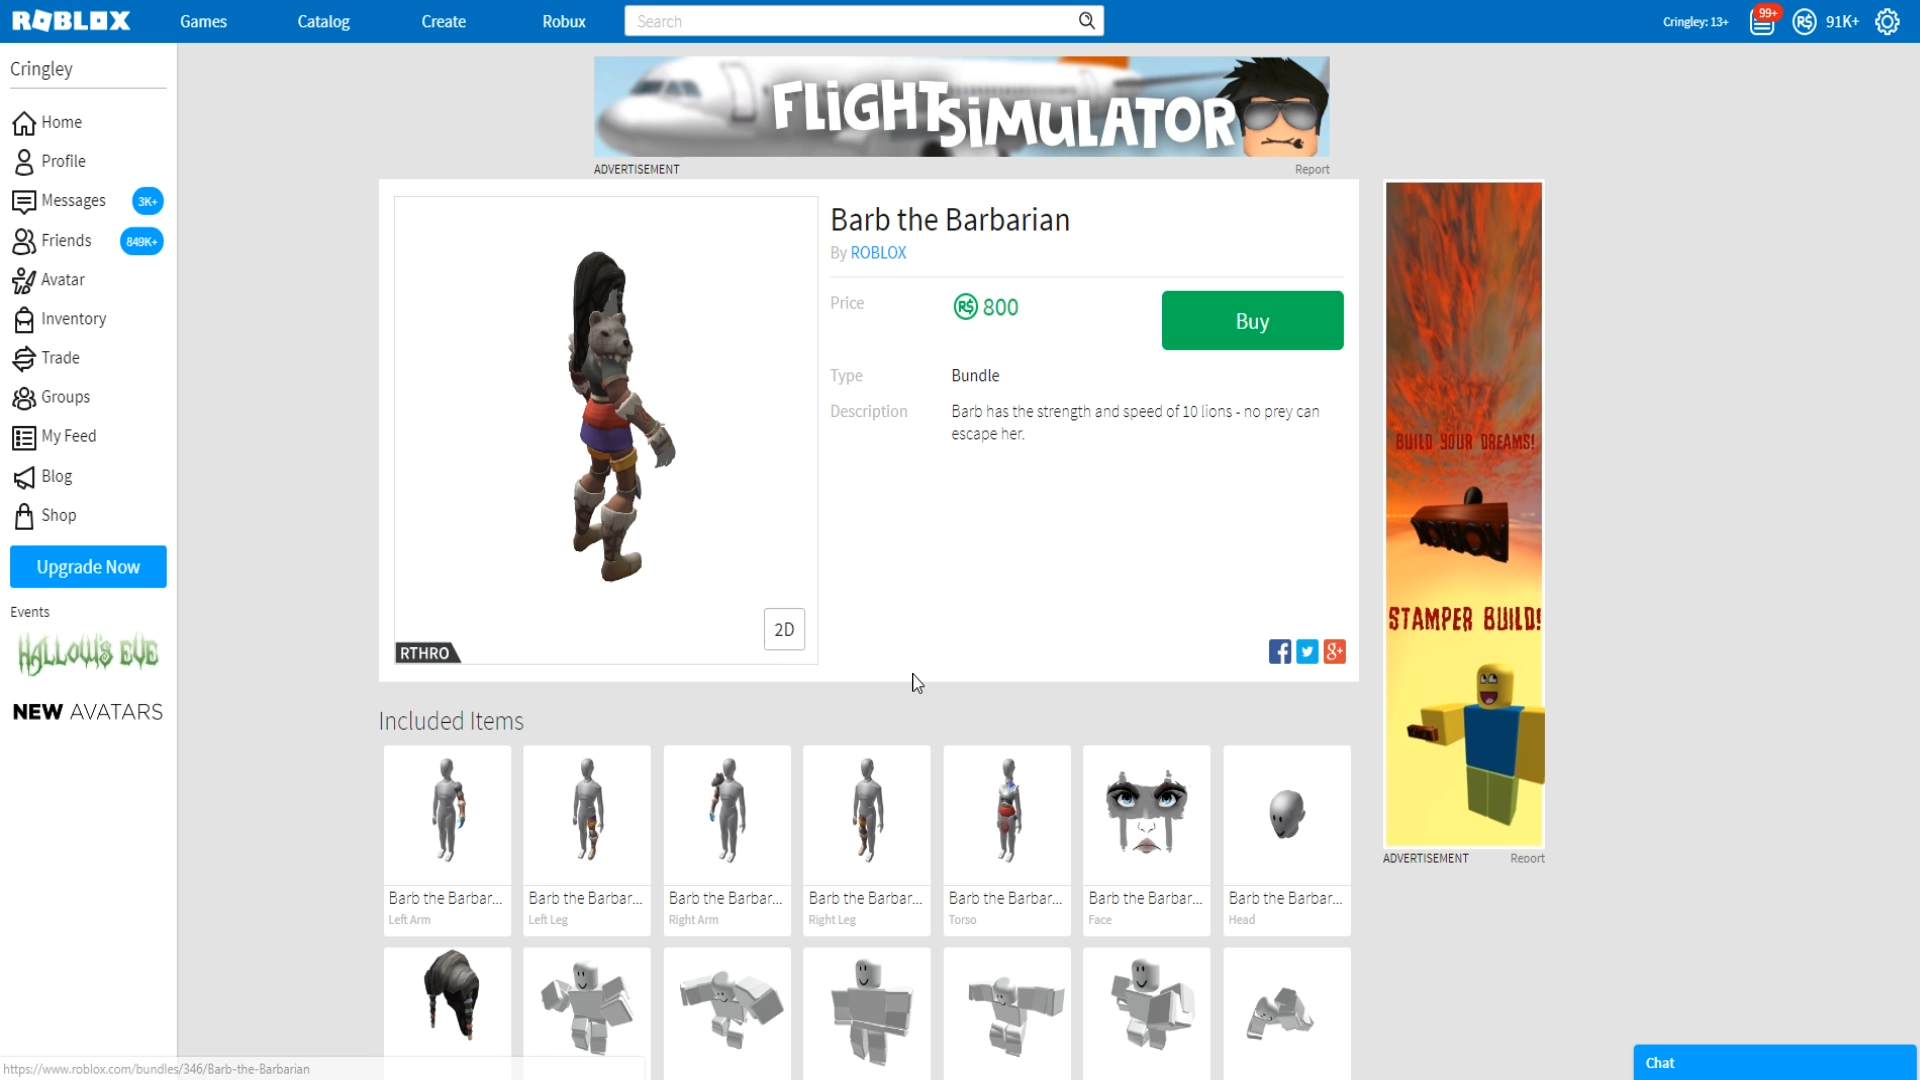 ROBLOX
Games
Catalog
Create
Robux
Search
Cringley: 13+
99+
R$
91K+
Cringley
Home
Profile
Messages
3K+
Friends
849K+
Avatar
Inventory
Trade
Groups
My Feed
Blog
Shop
Upgrade Now
Events
HALLOW'S EVE
NEW AVATARS
FLiGHT SiMULATOR
ADVERTISEMENT
Report
Barb the Barbarian
By ROBLOX
Price
R$ 800
Buy
Type
Bundle
Description
Barb has the strength and speed of 10 lions - no prey can
escape her.
2D
RTHRO
Included Items
Barb the Barbar...
Left Arm
Barb the Barbar...
Left Leg
Barb the Barbar...
Right Arm
Barb the Barbar...
Right Leg
Barb the Barbar...
Torso
Barb the Barbar...
Face
Barb the Barbar...
Head
BUILD YOUR DREAMS!
STAMPER BUILD!
ADVERTISEMENT
Report
https://www.roblox.com/bundles/346/Barb-the-Barbarian
Chat